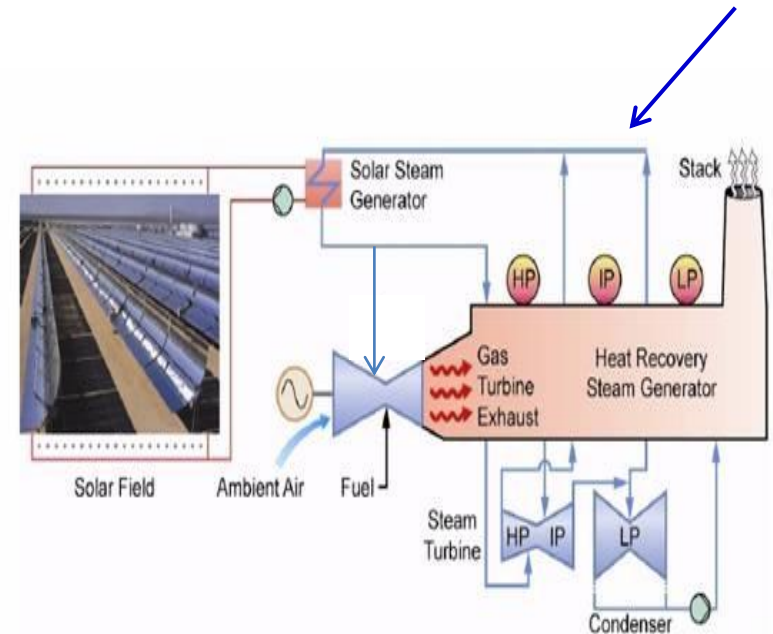 Solar Steam
Generator
Stack
HP
IP
LP
Gas
Turbine
Exhaust
Heat Recovery
Steam Generator
Solar Field
Ambient Air
Fuel
Steam
Turbine
HP
IP
LP
Condenser